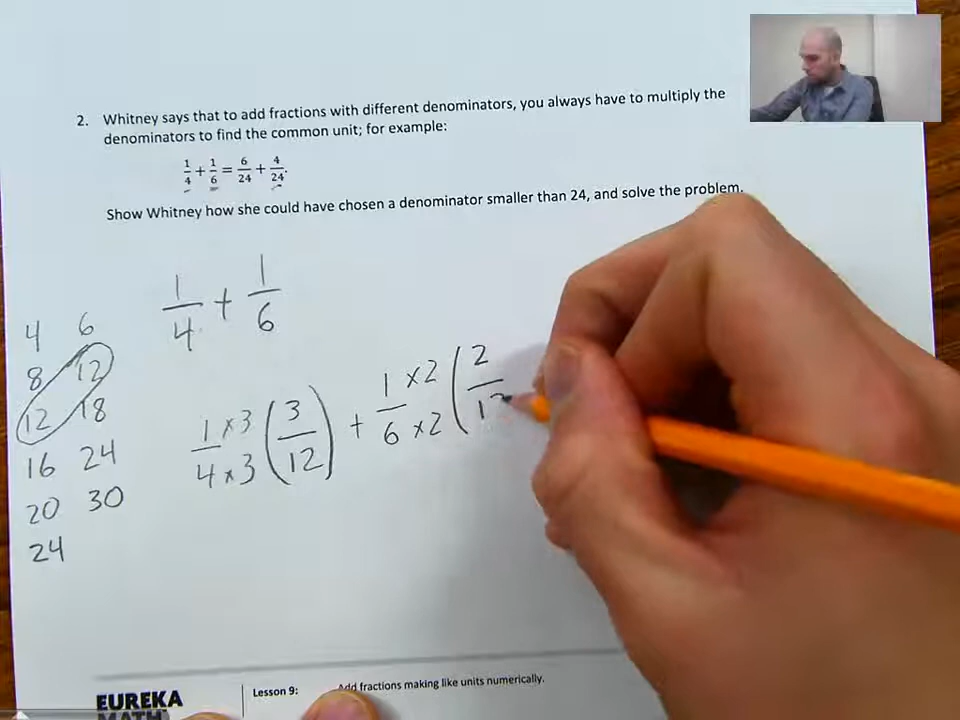 2. Whitney says that to add fractions with different denominators, you always have to multiply the
denominators to find the common unit; for example:
1/4 + 1/6 = 6/24 + 4/24.
Show Whitney how she could have chosen a denominator smaller than 24, and solve the problem.
1/4 + 1/6
4 6
8 12
12 18
16 24
20 30
24
1×3/4×3 (3/12) + 1×2/6×2 (2/12
EUREKA
MATH
Lesson 9: Add fractions making like units numerically.